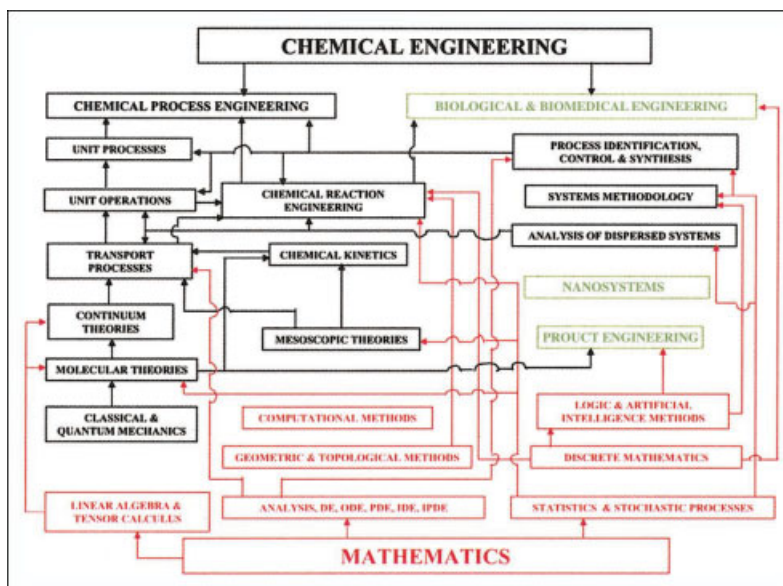 CHEMICAL ENGINEERING
CHEMICAL PROCESS ENGINEERING
BIOLOGICAL & BIOMEDICAL ENGINEERING
UNIT PROCESSES
PROCESS IDENTIFICATION,
CONTROL & SYNTHESIS
UNIT OPERATIONS
CHEMICAL REACTION
ENGINEERING
SYSTEMS METHODOLOGY
ANALYSIS OF DISPERSED SYSTEMS
TRANSPORT
PROCESSES
CHEMICAL KINETICS
NANOSYSTEMS
CONTINUUM
THEORIES
MESOSCOPIC THEORIES
PROUCT ENGINEERING
MOLECULAR THEORIES
CLASSICAL &
QUANTUM MECHANICS
COMPUTATIONAL METHODS
LOGIC & ARTIFICIAL
INTELLIGENCE METHODS
GEOMETRIC & TOPOLOGICAL METHODS
DISCRETE MATHEMATICS
LINEAR ALGEBRA &
TENSOR CALCULUS
ANALYSIS, DE, ODE, PDE, IDE, IPDE
STATISTICS & STOCHASTIC PROCESSES
MATHEMATICS